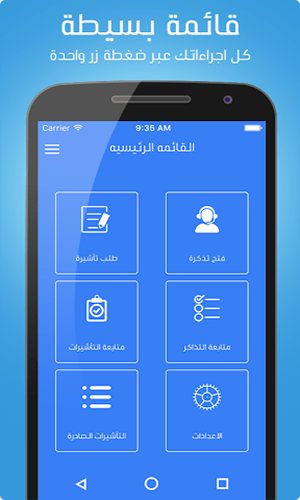 قائمة بسيطة
كل اجراءاتك عبر ضغطة زر واحدة
Carrier 9:35 AM
القائمه الرئيسيه
فتح تذكرة
طلب تأشيرة
متابعة التذاكر
متابعة التأشيرات
الاعدادات
التأشيرات الصادرة